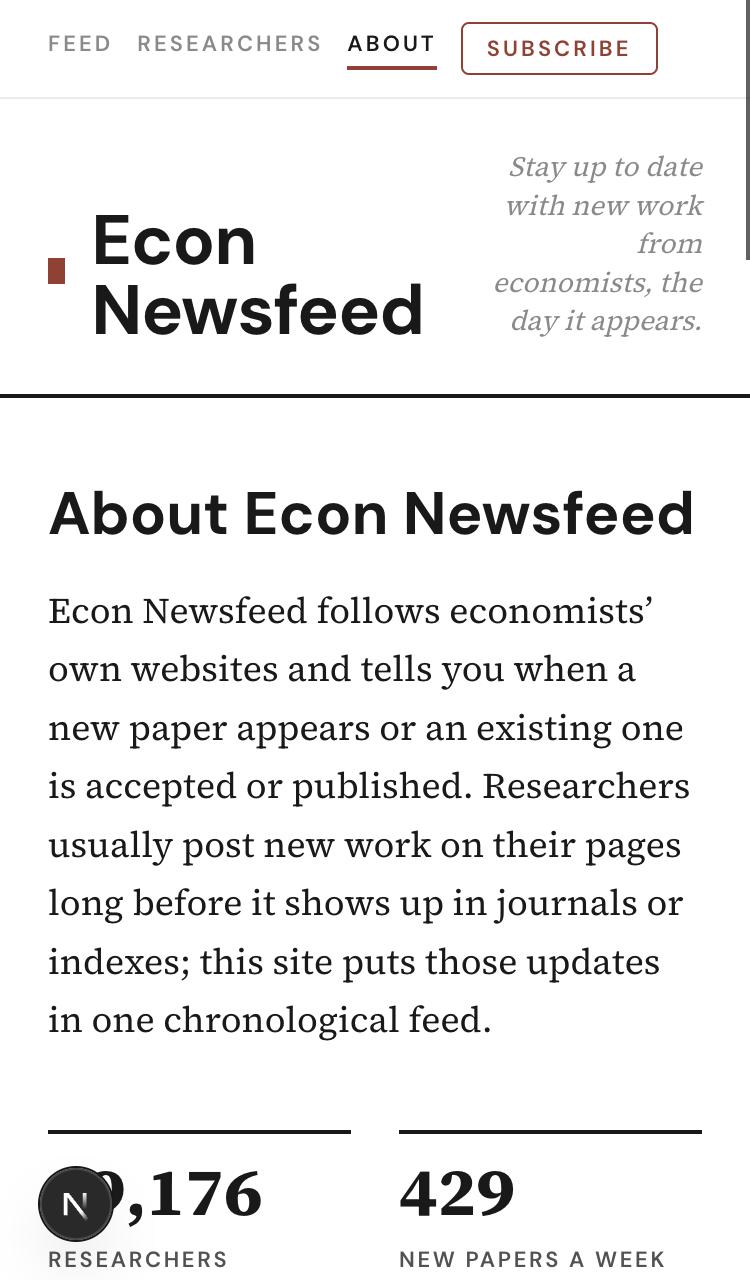 FEED RESEARCHERS ABOUT SUBSCRIBE
Econ
Newsfeed
Stay up to date
with new work
from
economists, the
day it appears.
About Econ Newsfeed
Econ Newsfeed follows economists’
own websites and tells you when a
new paper appears or an existing one
is accepted or published. Researchers
usually post new work on their pages
long before it shows up in journals or
indexes; this site puts those updates
in one chronological feed.
429
N
RESEARCHERS
NEW PAPERS A WEEK